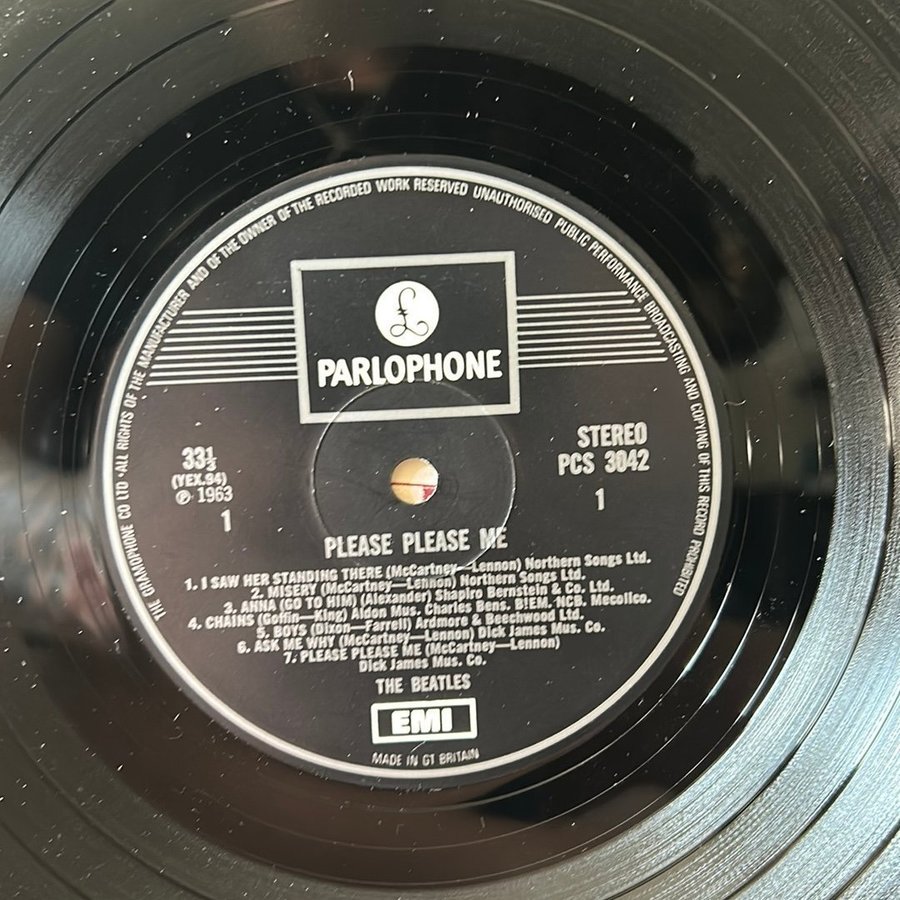 THE GRAMOPHONE CO LTD • ALL RIGHTS OF THE MANUFACTURER AND OF THE OWNER OF THE RECORDED WORK RESERVED UNAUTHORISED PUBLIC PERFORMANCE BROADCASTING AND COPYING OF THIS RECORD PROHIBITED
£
PARLOPHONE
33⅓
(YEX.94)
℗ 1963
1
STEREO
PCS 3042
1
PLEASE PLEASE ME
1. I SAW HER STANDING THERE (McCartney—Lennon) Northern Songs Ltd.
2. MISERY (McCartney—Lennon) Northern Songs Ltd.
3. ANNA (GO TO HIM) (Alexander) Shapiro Bernstein & Co. Ltd.
4. CHAINS (Goffin—King) Aldon Mus. Charles Bens. B!EM. NCB. Mecolico.
5. BOYS (Dixon—Farrell) Ardmore & Beechwood Ltd.
6. ASK ME WHY (McCartney—Lennon) Dick James Mus. Co.
7. PLEASE PLEASE ME (McCartney—Lennon)
Dick James Mus. Co.
THE BEATLES
EMI
MADE IN GT BRITAIN